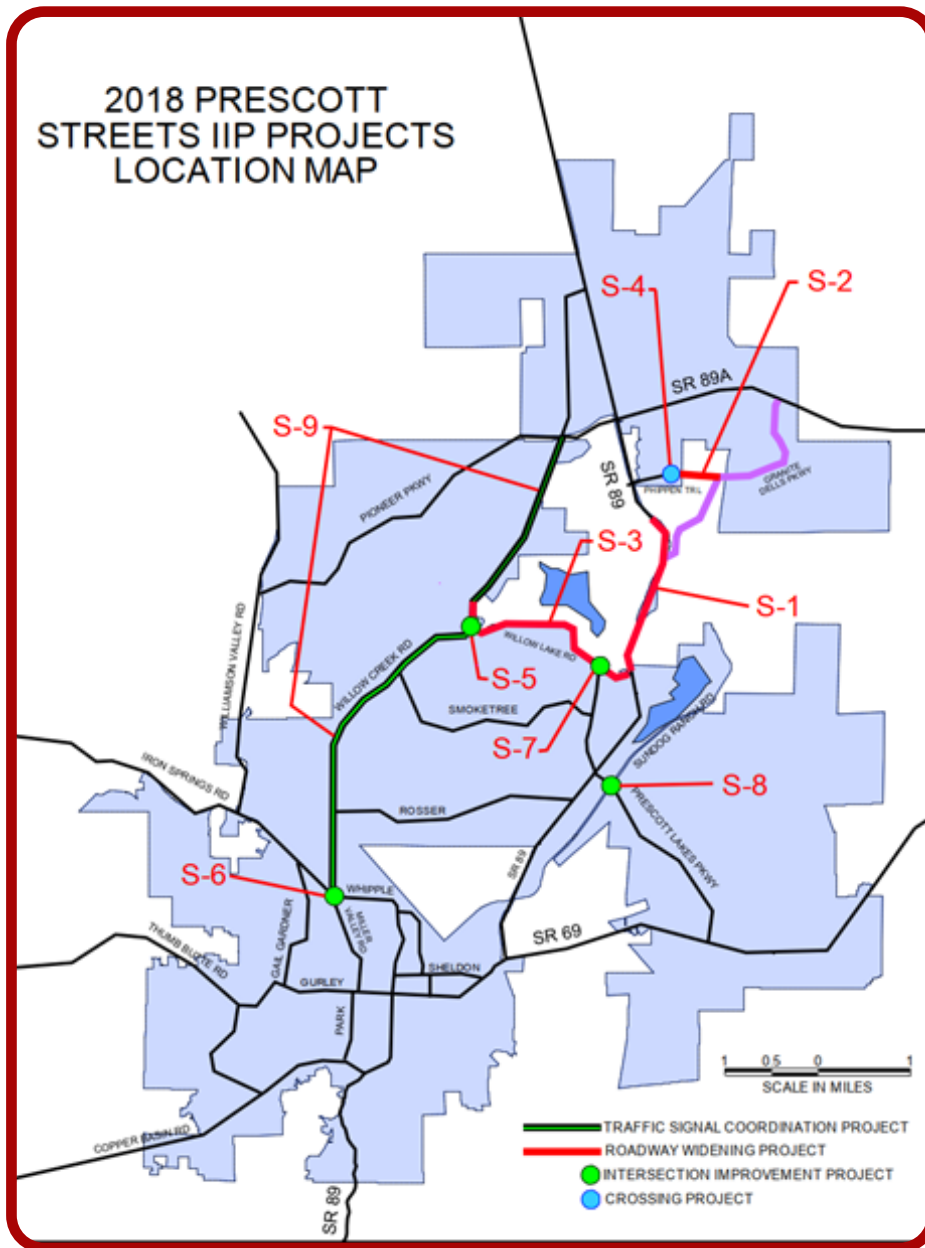 2018 PRESCOTT
STREETS IIP PROJECTS
LOCATION MAP
S-4
S-2
SR 89A
S-9
PIONEER PKWY
SR 89
PHIPPEN TRL
GRANITE
DELLS PKWY
S-3
S-1
WILLIAMSON VALLEY RD
WILLOW CREEK RD
WILLOW LAKE RD
S-5
SMOKETREE
S-7
SUNDOG RANCH RD
IRON SPRINGS RD
S-8
ROSSER
PRESCOTT LAKES PKWY
SR 89
S-6
WHIPPLE
MILLER
VALLEY RD
GAIL GARDNER
THUMB BUTTE RD
SR 69
SHELDON
GURLEY
PARK
COPPER BASIN RD
SR 89
1 0.5 0 1
SCALE IN MILES
TRAFFIC SIGNAL COORDINATION PROJECT
ROADWAY WIDENING PROJECT
INTERSECTION IMPROVEMENT PROJECT
CROSSING PROJECT